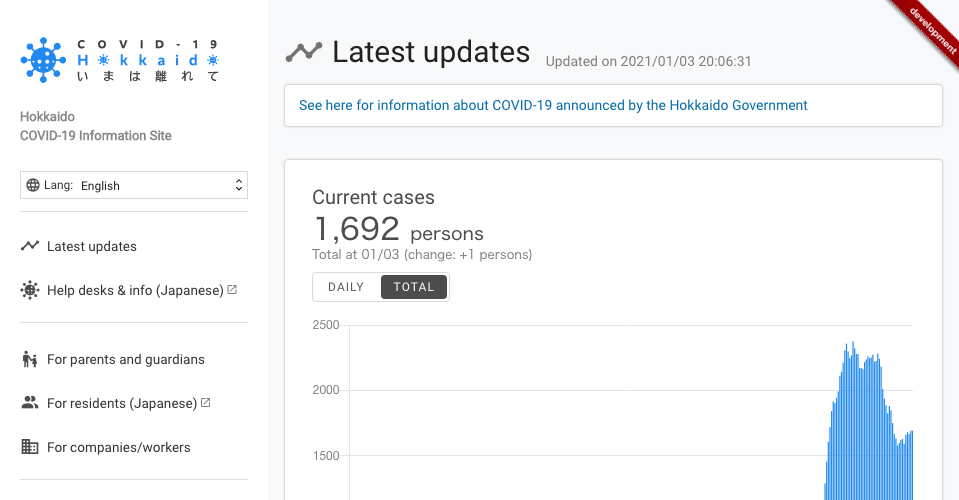 COVID-19
Hokkaido
いまは離れて
Hokkaido
COVID-19 Information Site
Lang: English
Latest updates
Help desks & info (Japanese)
For parents and guardians
For residents (Japanese)
For companies/workers
development
Latest updates Updated on 2021/01/03 20:06:31
See here for information about COVID-19 announced by the Hokkaido Government
Current cases
1,692 persons
Total at 01/03 (change: +1 persons)
DAILY TOTAL
2500
2000
1500